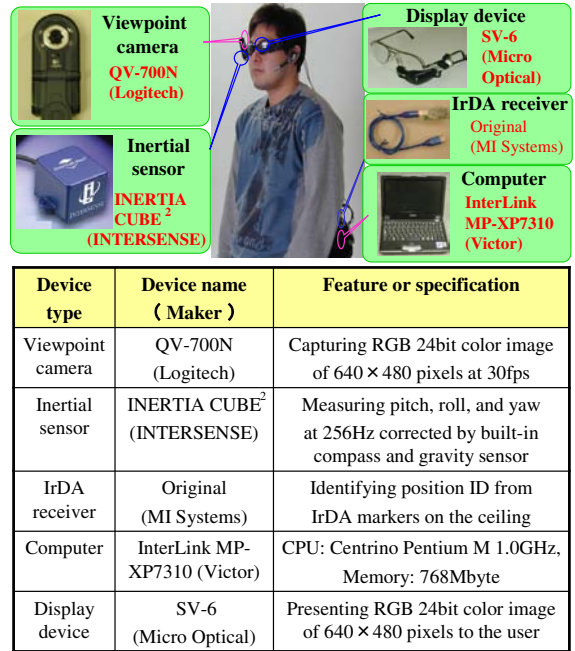 Viewpoint
camera
QV-700N
(Logitech)
Display device
SV-6
(Micro
Optical)
Inertial
sensor
INERTIA
CUBE²
(INTERSENSE)
IrDA receiver
Original
(MI Systems)
Computer
InterLink
MP-XP7310
(Victor)
Device
type
Device name
( Maker )
Feature or specification
Viewpoint
camera
QV-700N
(Logitech)
Capturing RGB 24bit color image
of 640×480 pixels at 30fps
Inertial
sensor
INERTIA CUBE²
(INTERSENSE)
Measuring pitch, roll, and yaw
at 256Hz corrected by built-in
compass and gravity sensor
IrDA
receiver
Original
(MI Systems)
Identifying position ID from
IrDA markers on the ceiling
Computer
InterLink MP-
XP7310 (Victor)
CPU: Centrino Pentium M 1.0GHz,
Memory: 768Mbyte
Display
device
SV-6
(Micro Optical)
Presenting RGB 24bit color image
of 640×480 pixels to the user